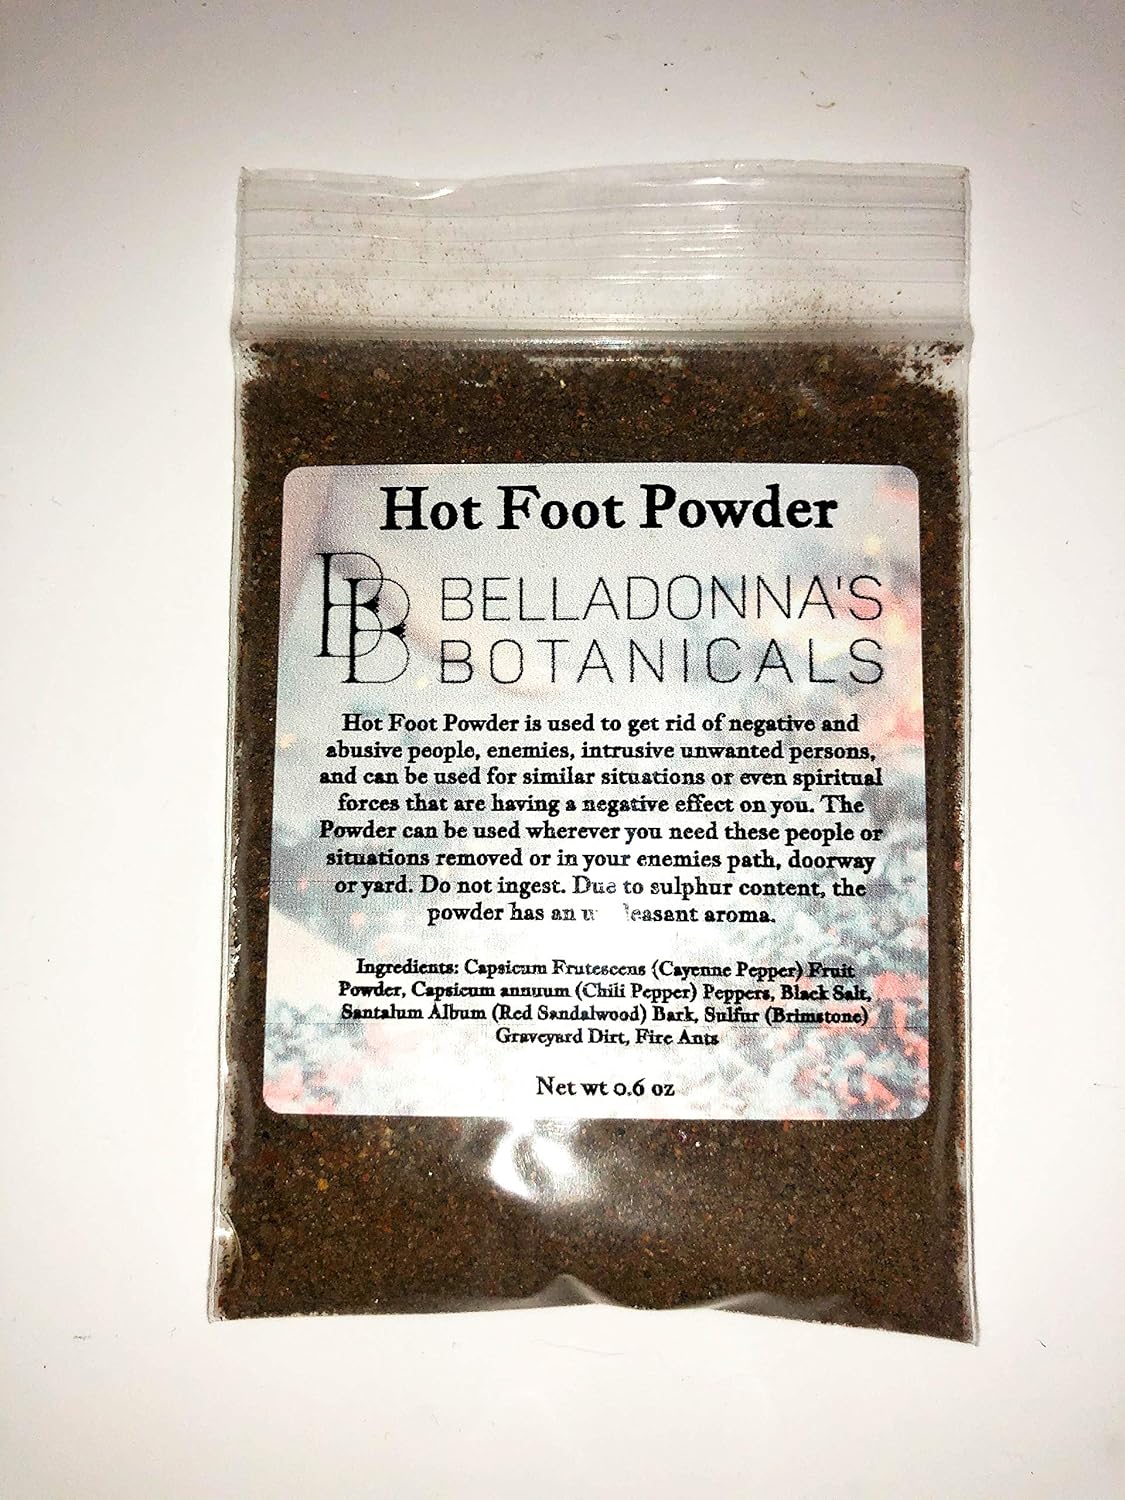 Hot Foot Powder
BB
BELLADONNA'S
BOTANICALS
Hot Foot Powder is used to get rid of negative and
abusive people, enemies, intrusive unwanted persons,
and can be used for similar situations or even spiritual
forces that are having a negative effect on you. The
Powder can be used wherever you need these people or
situations removed or in your enemies path, doorway
or yard. Do not ingest. Due to sulphur content, the
powder has an aroma.
Ingredients: Capsicum Frutescens (Cayenne Pepper) Fruit
Powder, Capsicum annuum (Chili Pepper) Peppers, Black Salt,
Santalum Album (Red Sandalwood) Bark, Sulfur (Brimstone)
Graveyard Dirt, Fire Ants
Net wt 0.6 oz